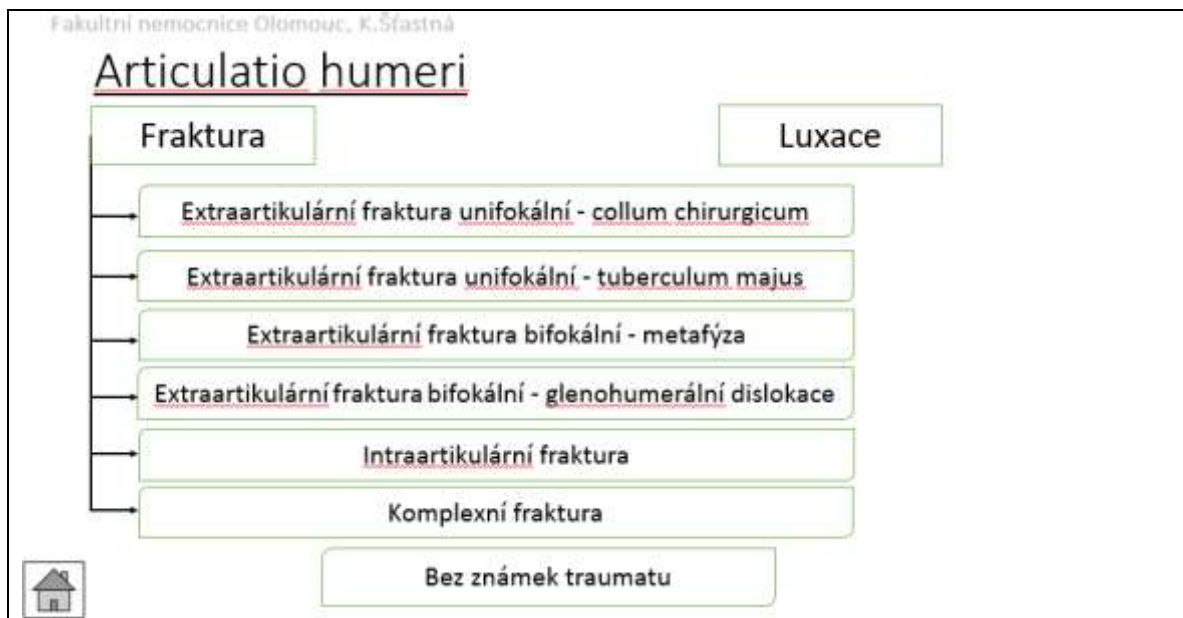 Fakultní nemocnice Olomouc, K.Šťastná
Articulatio humeri
Fraktura
Luxace
Extraartikulární fraktura unifokální - collum chirurgicum
Extraartikulární fraktura unifokální - tuberculum majus
Extraartikulární fraktura bifokální - metafýza
Extraartikulární fraktura bifokální - glenohumerální dislokace
Intraartikulární fraktura
Komplexní fraktura
Bez známek traumatu